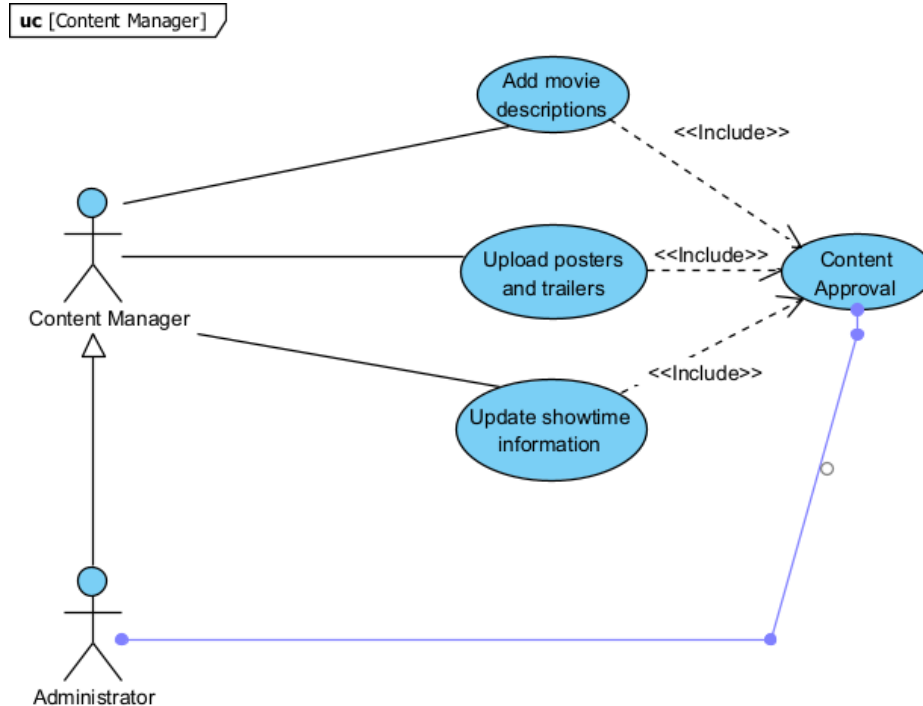 uc [Content Manager]
Add movie
descriptions
<<Include>>
Upload posters
and trailers
<<Include>>
Content
Approval
Content Manager
<<Include>>
Update showtime
information
Administrator